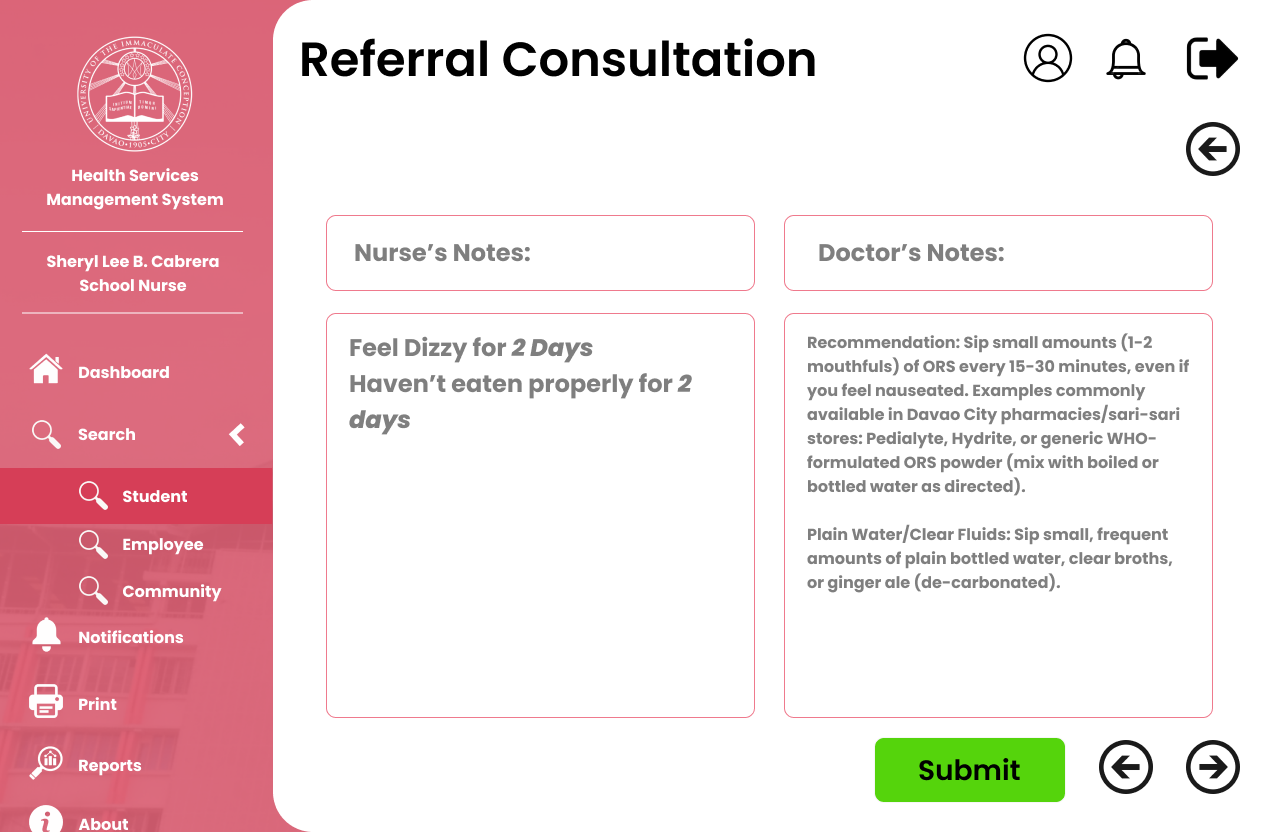 UNIVERSITY OF THE IMMACULATE CONCEPTION
DAVAO • 1905 • CITY
Health Services
Management System
Sheryl Lee B. Cabrera
School Nurse
Dashboard
Search
Student
Employee
Community
Notifications
Print
Reports
About
Referral Consultation
Nurse’s Notes:
Feel Dizzy for 2 Days
Haven’t eaten properly for 2
days
Doctor’s Notes:
Recommendation: Sip small amounts (1-2
mouthfuls) of ORS every 15-30 minutes, even if
you feel nauseated. Examples commonly
available in Davao City pharmacies/sari-sari
stores: Pedialyte, Hydrite, or generic WHO-
formulated ORS powder (mix with boiled or
bottled water as directed).
Plain Water/Clear Fluids: Sip small, frequent
amounts of plain bottled water, clear broths,
or ginger ale (de-carbonated).
Submit